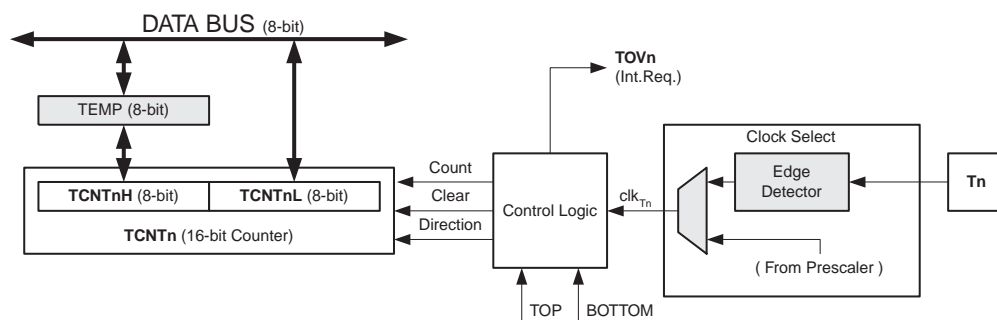 DATA BUS (8-bit)
TOVn
(Int.Req.)
TEMP (8-bit)
Clock Select
TCNTnH (8-bit)
TCNTnL (8-bit)
TCNTn (16-bit Counter)
Count
Clear
Direction
Control Logic
clkTn
Edge
Detector
Tn
( From Prescaler )
TOP
BOTTOM